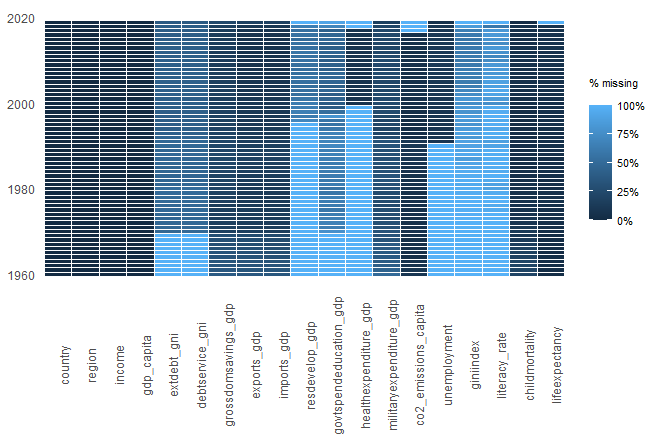 2020
2000
1980
1960
% missing
100%
75%
50%
25%
0%
country
region
income
gdp_capita
extdebt_gni
debtservice_gni
grossdomsavings_gdp
exports_gdp
imports_gdp
resdevelop_gdp
govtspendeducation_gdp
healthexpenditure_gdp
militaryexpenditure_gdp
co2_emissions_capita
unemployment
giniindex
literacy_rate
childmortality
lifeexpectancy